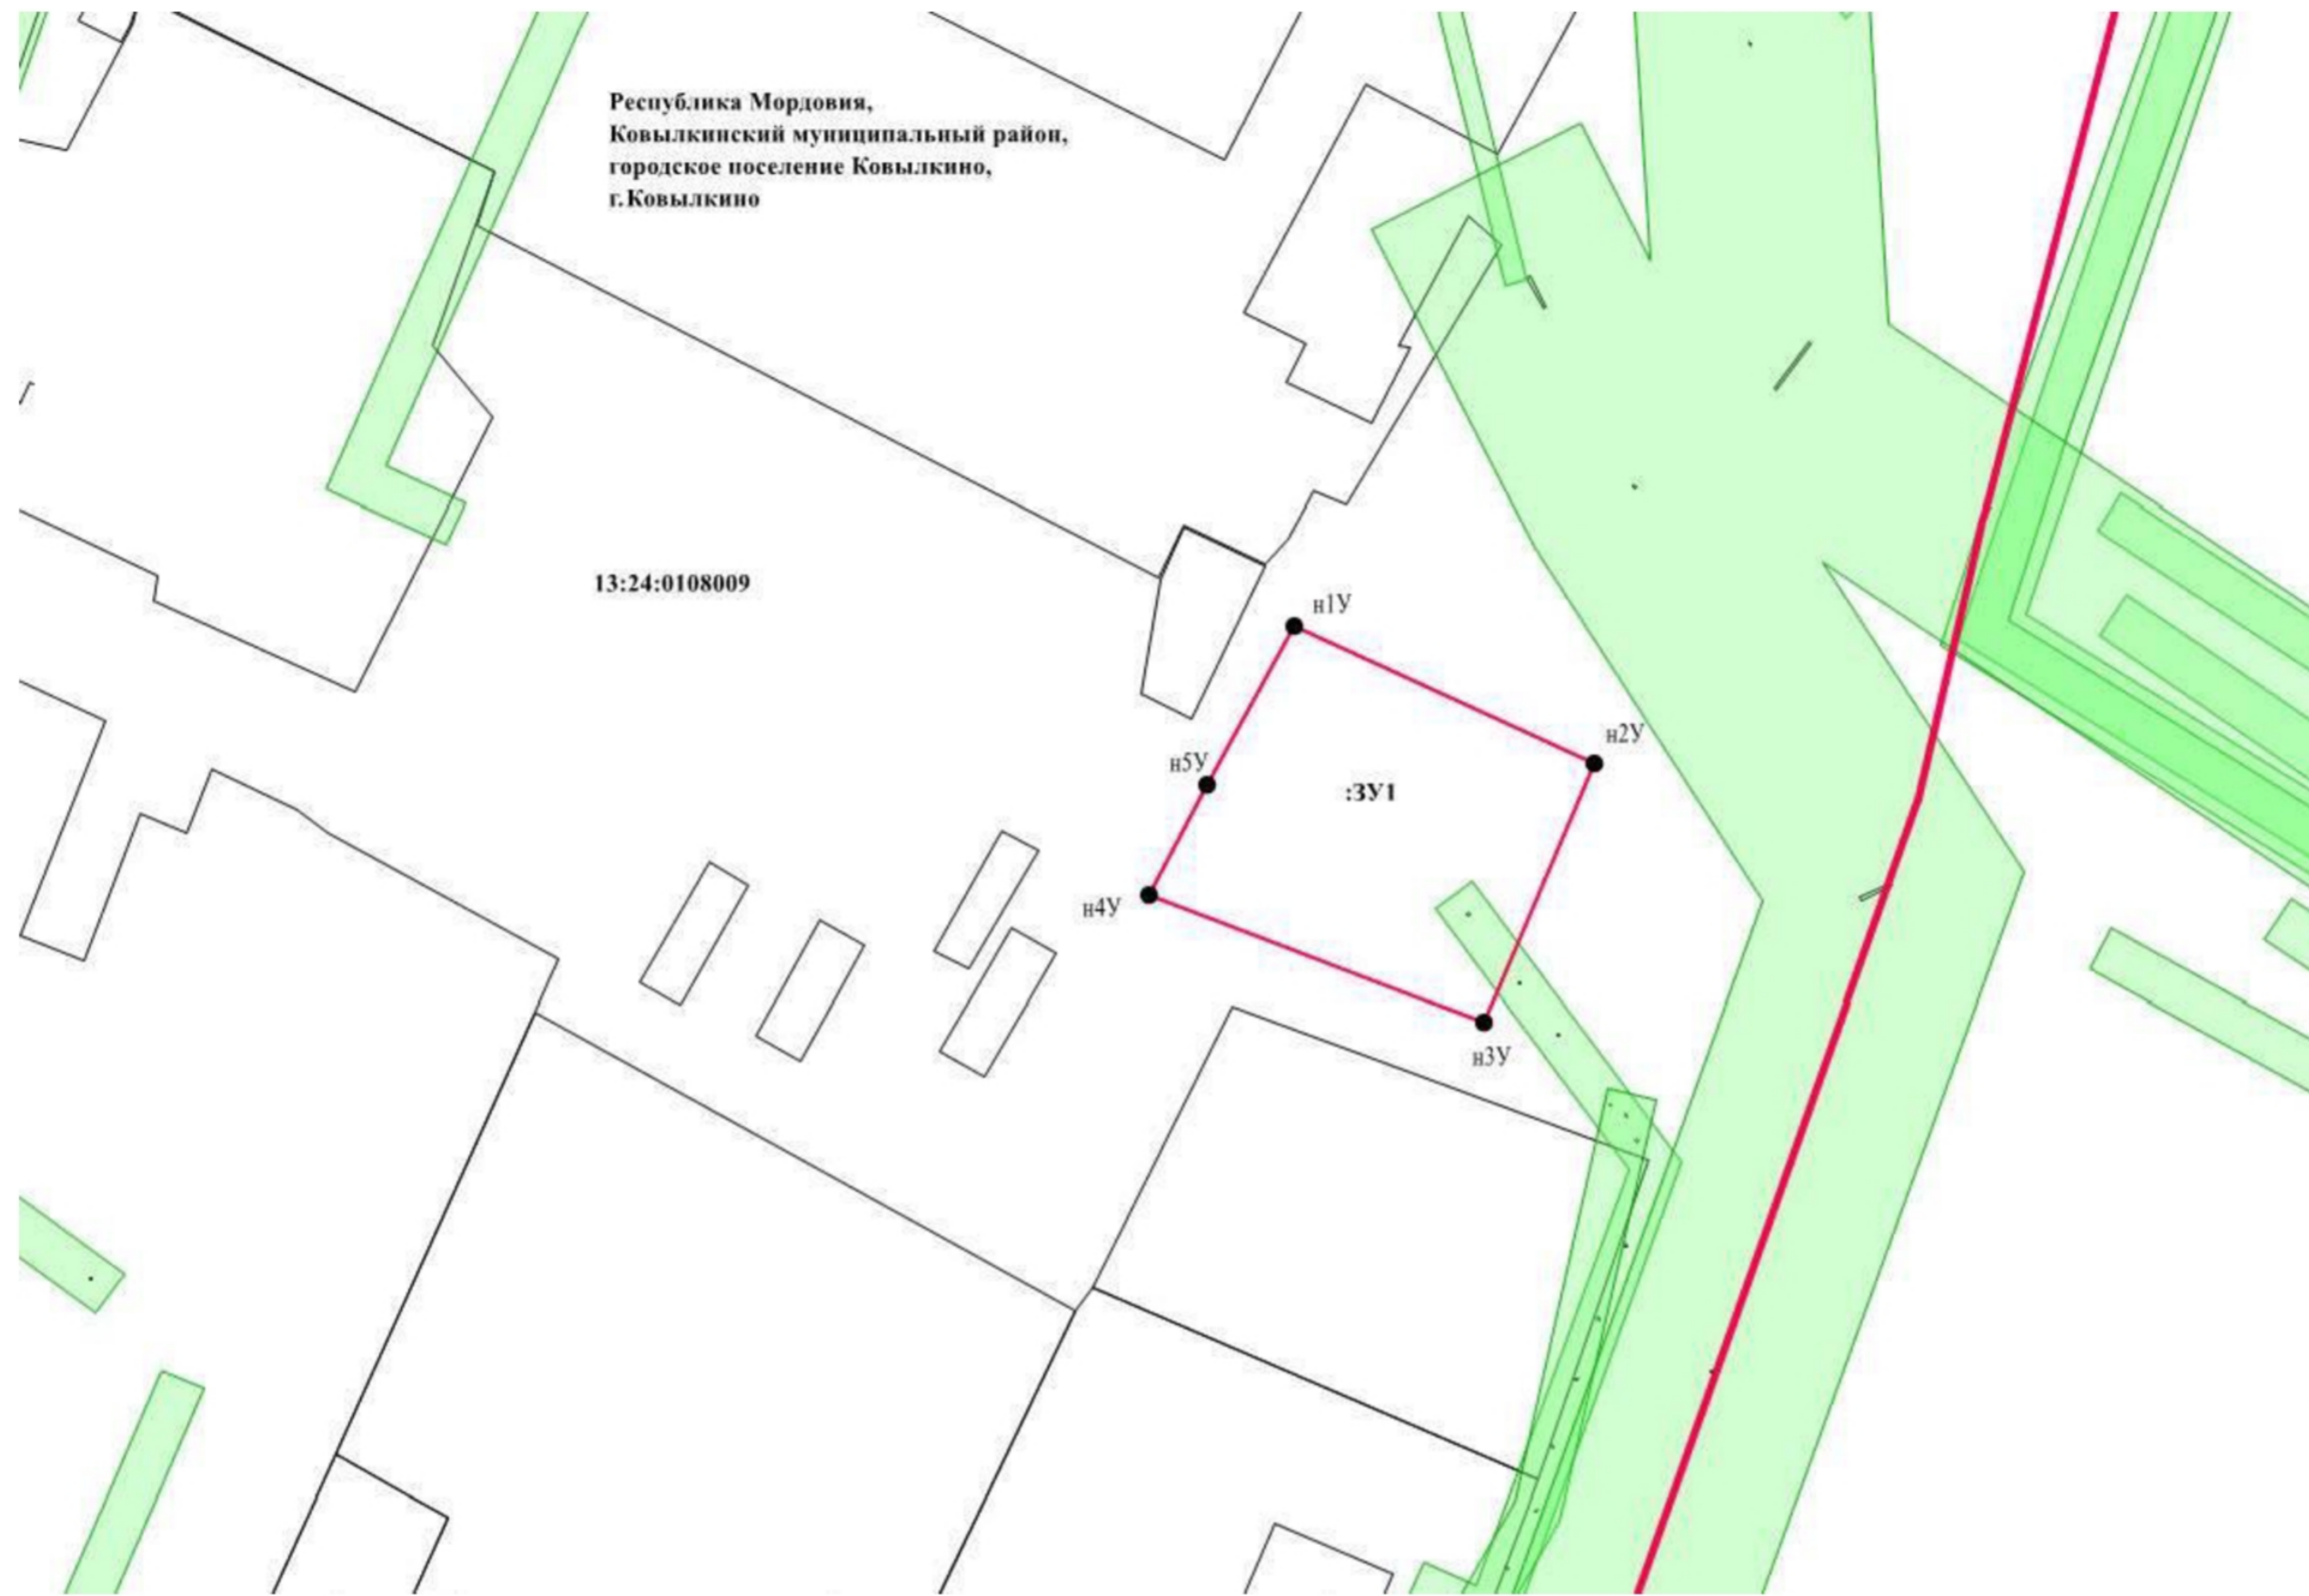 Республика Мордовия,
Ковылкинский муниципальный район,
городское поселение Ковылкино,
г.Ковылкино
13:24:0108009
н1У
н2У
н5У
:ЗУ1
н4У
н3У